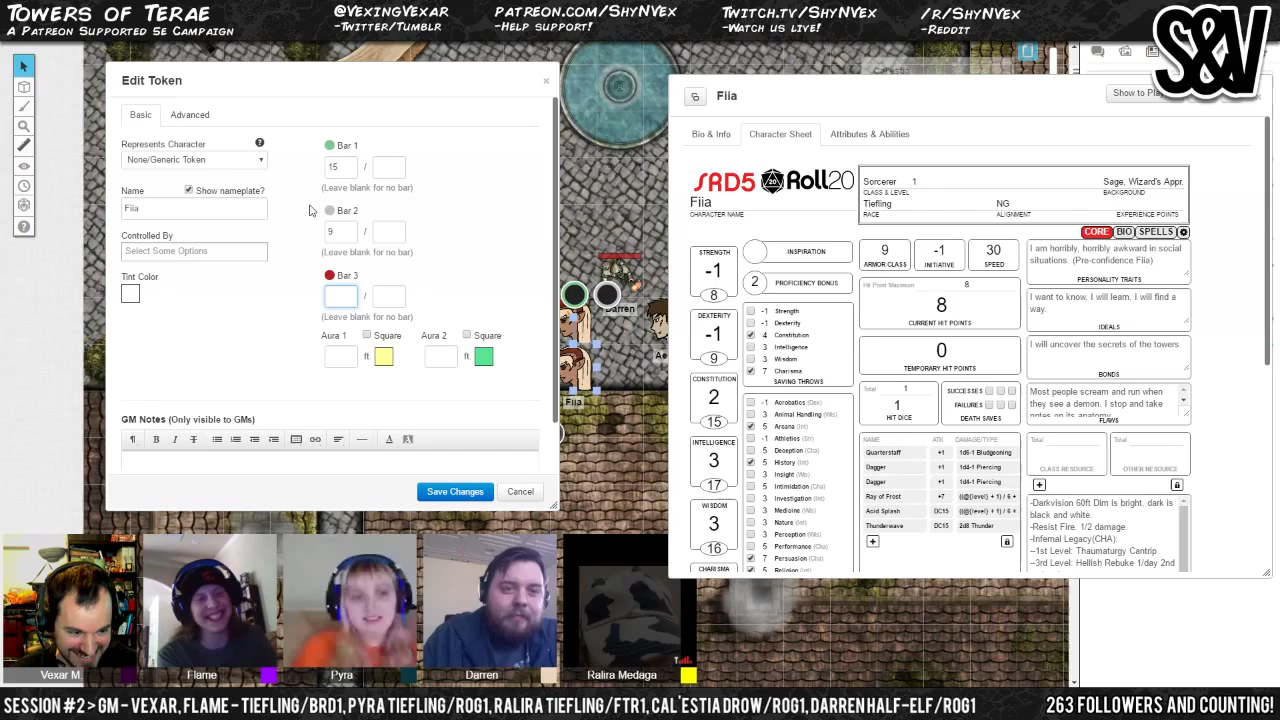 Towers of Terae
A Patreon Supported 5e Campaign
@VexingVexar
-Twitter/Tumblr
patreon.com/ShyNVex
-Help support!
Twitch.tv/ShyNVex
-Watch us live!
/r/ShyNVex
-Reddit
S&V
Edit Token
Basic
Advanced
Represents Character
None/Generic Token
Name
Show nameplate?
Fiia
Controlled By
Select Some Options
Tint Color
Bar 1
15 /
(Leave blank for no bar)
Bar 2
9 /
(Leave blank for no bar)
Bar 3
/
(Leave blank for no bar)
Aura 1
Square
Aura 2
Square
ft.
ft.
GM Notes (Only visible to GMs)
Save Changes
Cancel
Darren
Fiia
Fiia
Show to
Bio & Info
Character Sheet
Attributes & Abilities
SRD5 Roll20
Fiia
CHARACTER NAME
Sorcerer 1
Sage, Wizard's Appr.
CLASS & LEVEL
BACKGROUND
Tiefling
NG
RACE
ALIGNMENT
EXPERIENCE POINTS
CORE
BIO
SPELLS
STRENGTH
-1
8
DEXTERITY
-1
9
CONSTITUTION
2
15
INTELLIGENCE
3
17
WISDOM
3
16
CHARISMA
INSPIRATION
2
PROFICIENCY BONUS
-1 Strength
-1 Dexterity
4 Constitution
3 Intelligence
3 Wisdom
7 Charisma
SAVING THROWS
-1 Acrobatics (Dex)
3 Animal Handling (Wis)
5 Arcana (Int)
-1 Athletics (Str)
5 Deception (Cha)
5 History (Int)
3 Insight (Wis)
5 Intimidation (Cha)
3 Investigation (Int)
3 Medicine (Wis)
3 Nature (Int)
3 Perception (Wis)
5 Performance (Cha)
7 Persuasion (Cha)
5 Religion (Int)
9
ARMOR CLASS
-1
INITIATIVE
30
SPEED
Hit Point Maximum 8
8
CURRENT HIT POINTS
0
TEMPORARY HIT POINTS
Total 1
1
HIT DICE
SUCCESSES
FAILURES
DEATH SAVES
NAME ATK DAMAGE/TYPE
Quarterstaff +1 1d6-1 Bludgeoning
Dagger +1 1d4-1 Piercing
Dagger +1 1d4-1 Piercing
Ray of Frost +7 ((@{level} + 1) / 6 +
Acid Splash DC15 ((@{level} + 1) / 6 +
Thunderwave DC15 2d8 Thunder
I am horribly, horribly awkward in social
situations. (Pre-confidence Fiia)
PERSONALITY TRAITS
I want to know, I will learn, I will find a
way.
IDEALS
I will uncover the secrets of the towers.
BONDS
Most people scream and run when
they see a demon. I stop and take
notes on its anatomy.
FLAWS
Total
CLASS RESOURCE
Total
OTHER RESOURCE
-Darkvision 60ft Dim is bright, dark is
black and white.
-Resist Fire. 1/2 damage.
-Infernal Legacy(CHA):
--1st Level: Thaumaturgy Cantrip
--3rd Level: Hellish Rebuke 1/day 2nd
Vexar M.
Flame
Pyra
Darren
Ralira Medaga
Session #2 > GM - Vexar, Flame - Tiefling/Brd1, Pyra Tiefling/Rog1, Ralira Tiefling/Ftr1, Cal'estia Drow/Rog1, Darren Half-Elf/Rog1
263 followers and counting!